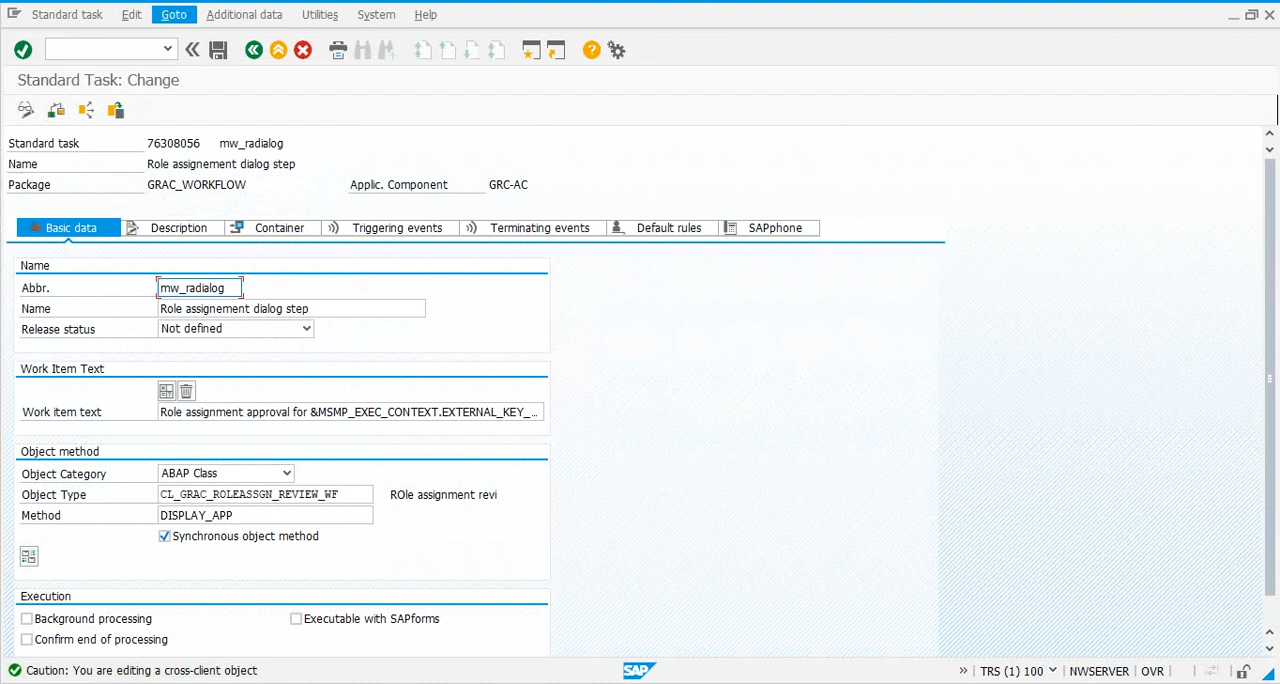 Standard task Edit Goto Additional data Utilities System Help
Standard Task: Change
Standard task 76308056 mw_radialog
Name Role assignement dialog step
Package GRAC_WORKFLOW Applic. Component GRC-AC
Basic data Description Container Triggering events Terminating events Default rules SAPphone
Name
Abbr. mw_radialog
Name Role assignement dialog step
Release status Not defined
Work Item Text
Work item text Role assignment approval for &MSMP_EXEC_CONTEXT.EXTERNAL_KEY_...
Object method
Object Category ABAP Class
Object Type CL_GRAC_ROLEASSGN_REVIEW_WF ROle assignment revi
Method DISPLAY_APP
Synchronous object method
Execution
Background processing Executable with SAPforms
Confirm end of processing
Caution: You are editing a cross-client object SAP TRS (1) 100 NWSERVER OVR